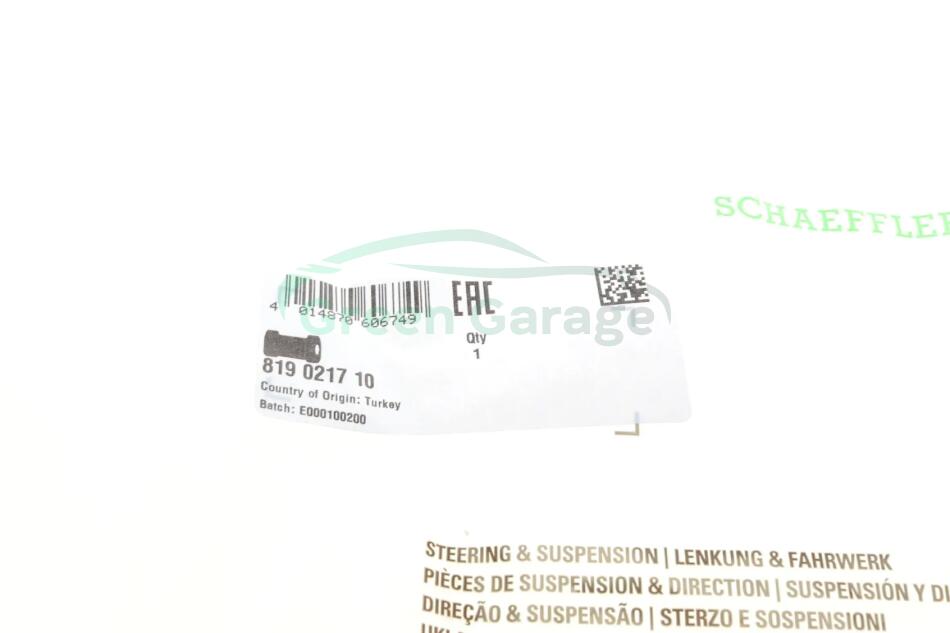 SCHAEFFLER
EAC
4 014870 606749
Green Garage
Qty
1
819 0217 10
Country of Origin: Turkey
Batch: E000100200
STEERING & SUSPENSION | LENKUNG & FAHRWERK
PIÈCES DE SUSPENSION & DIRECTION | SUSPENSIÓN Y DI
DIREÇÃO & SUSPENSÃO | STERZO E SOSPENSIONI